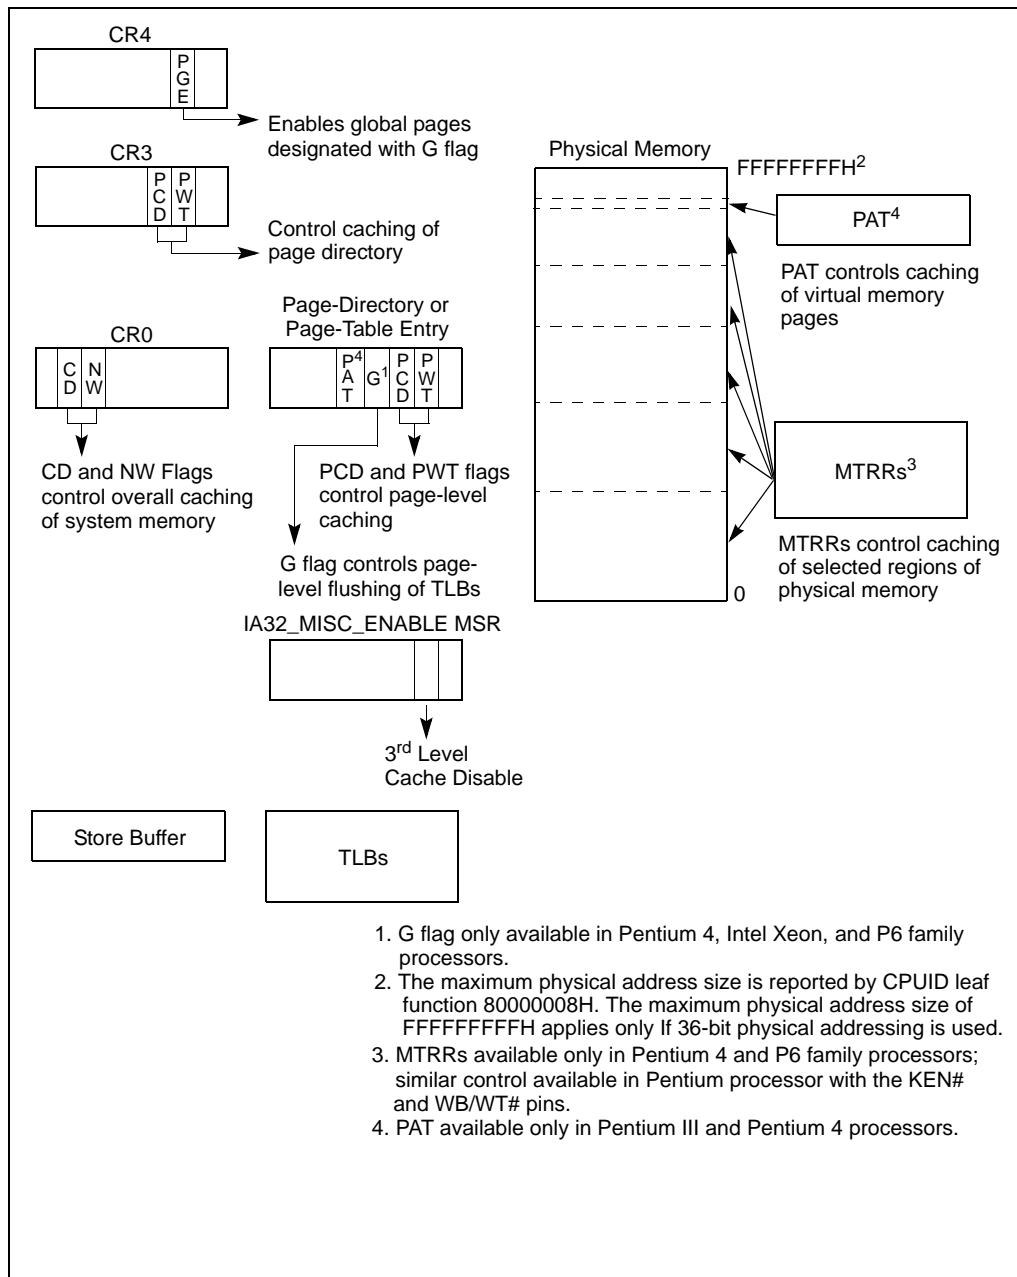 CR4
PGE
Enables global pages
designated with G flag
CR3
PCD PWT
Control caching of
page directory
Physical Memory
FFFFFFFFH2
PAT4
PAT controls caching
of virtual memory
pages
CR0
CD NW
CD and NW Flags
control overall caching
of system memory
Page-Directory or
Page-Table Entry
PAT4 G1 PCD PWT
PCD and PWT flags
control page-level
caching
G flag controls page-
level flushing of TLBs
MTRRs3
MTRRs control caching
of selected regions of
physical memory
0
IA32_MISC_ENABLE MSR
3rd Level
Cache Disable
Store Buffer
TLBs
1. G flag only available in Pentium 4, Intel Xeon, and P6 family
processors.
2. The maximum physical address size is reported by CPUID leaf
function 80000008H. The maximum physical address size of
FFFFFFFFFH applies only If 36-bit physical addressing is used.
3. MTRRs available only in Pentium 4 and P6 family processors;
similar control available in Pentium processor with the KEN#
and WB/WT# pins.
4. PAT available only in Pentium III and Pentium 4 processors.